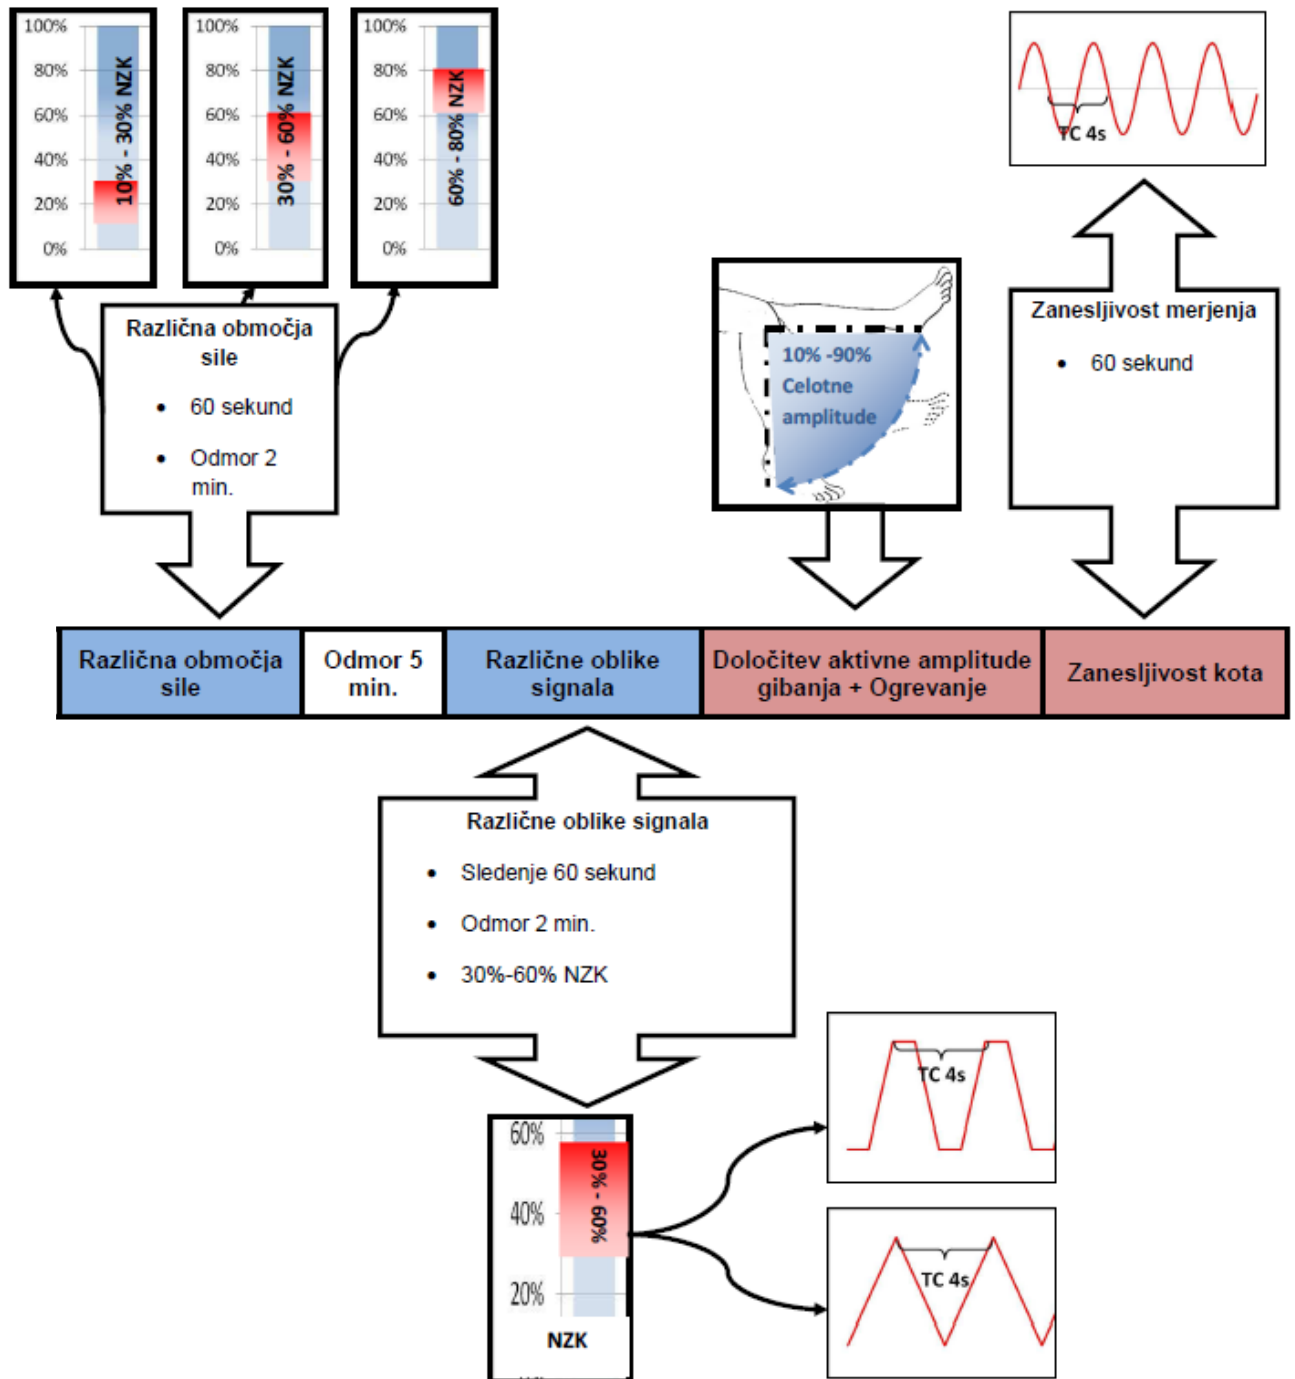 100%
80%
60%
40%
20%
0%
10% - 30% NZK
100%
80%
60%
40%
20%
0%
30% - 60% NZK
100%
80%
60%
40%
20%
0%
60% - 80% NZK
TC 4s
Različna območja
sile
• 60 sekund
• Odmor 2
min.
10% -90%
Celotne
amplitude
Zanesljivost merjenja
• 60 sekund
Različna območja
sile
Odmor 5
min.
Različne oblike
signala
Določitev aktivne amplitude
gibanja + Ogrevanje
Zanesljivost kota
Različne oblike signala
• Sledenje 60 sekund
• Odmor 2 min.
• 30%-60% NZK
60%
40%
20%
30% - 60%
NZK
TC 4s
TC 4s